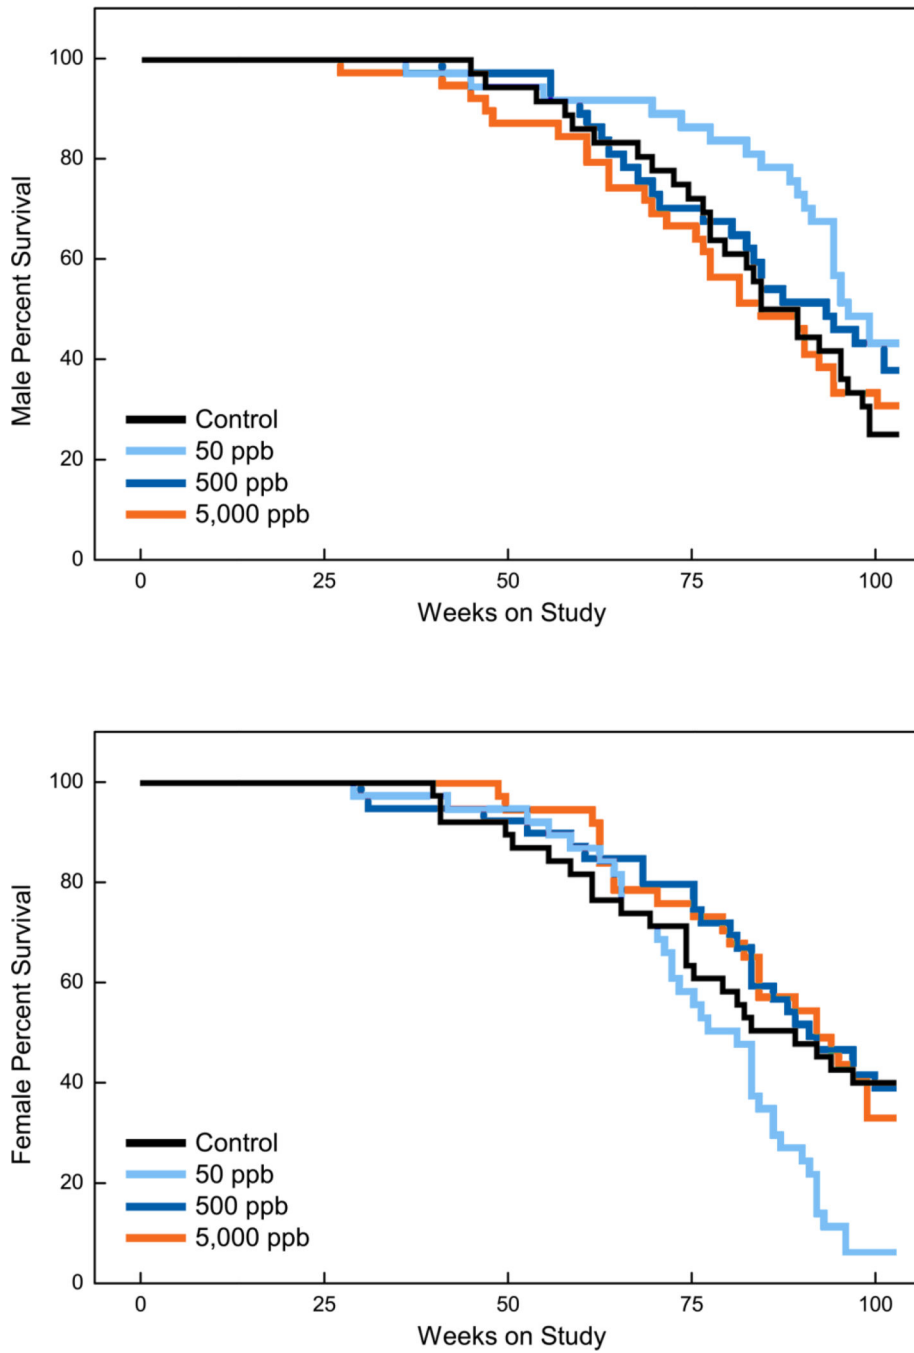 Male Percent Survival
100
80
60
40
20
0
Control
50 ppb
500 ppb
5,000 ppb
0 25 50 75 100
Weeks on Study
Female Percent Survival
100
80
60
40
20
0
Control
50 ppb
500 ppb
5,000 ppb
0 25 50 75 100
Weeks on Study